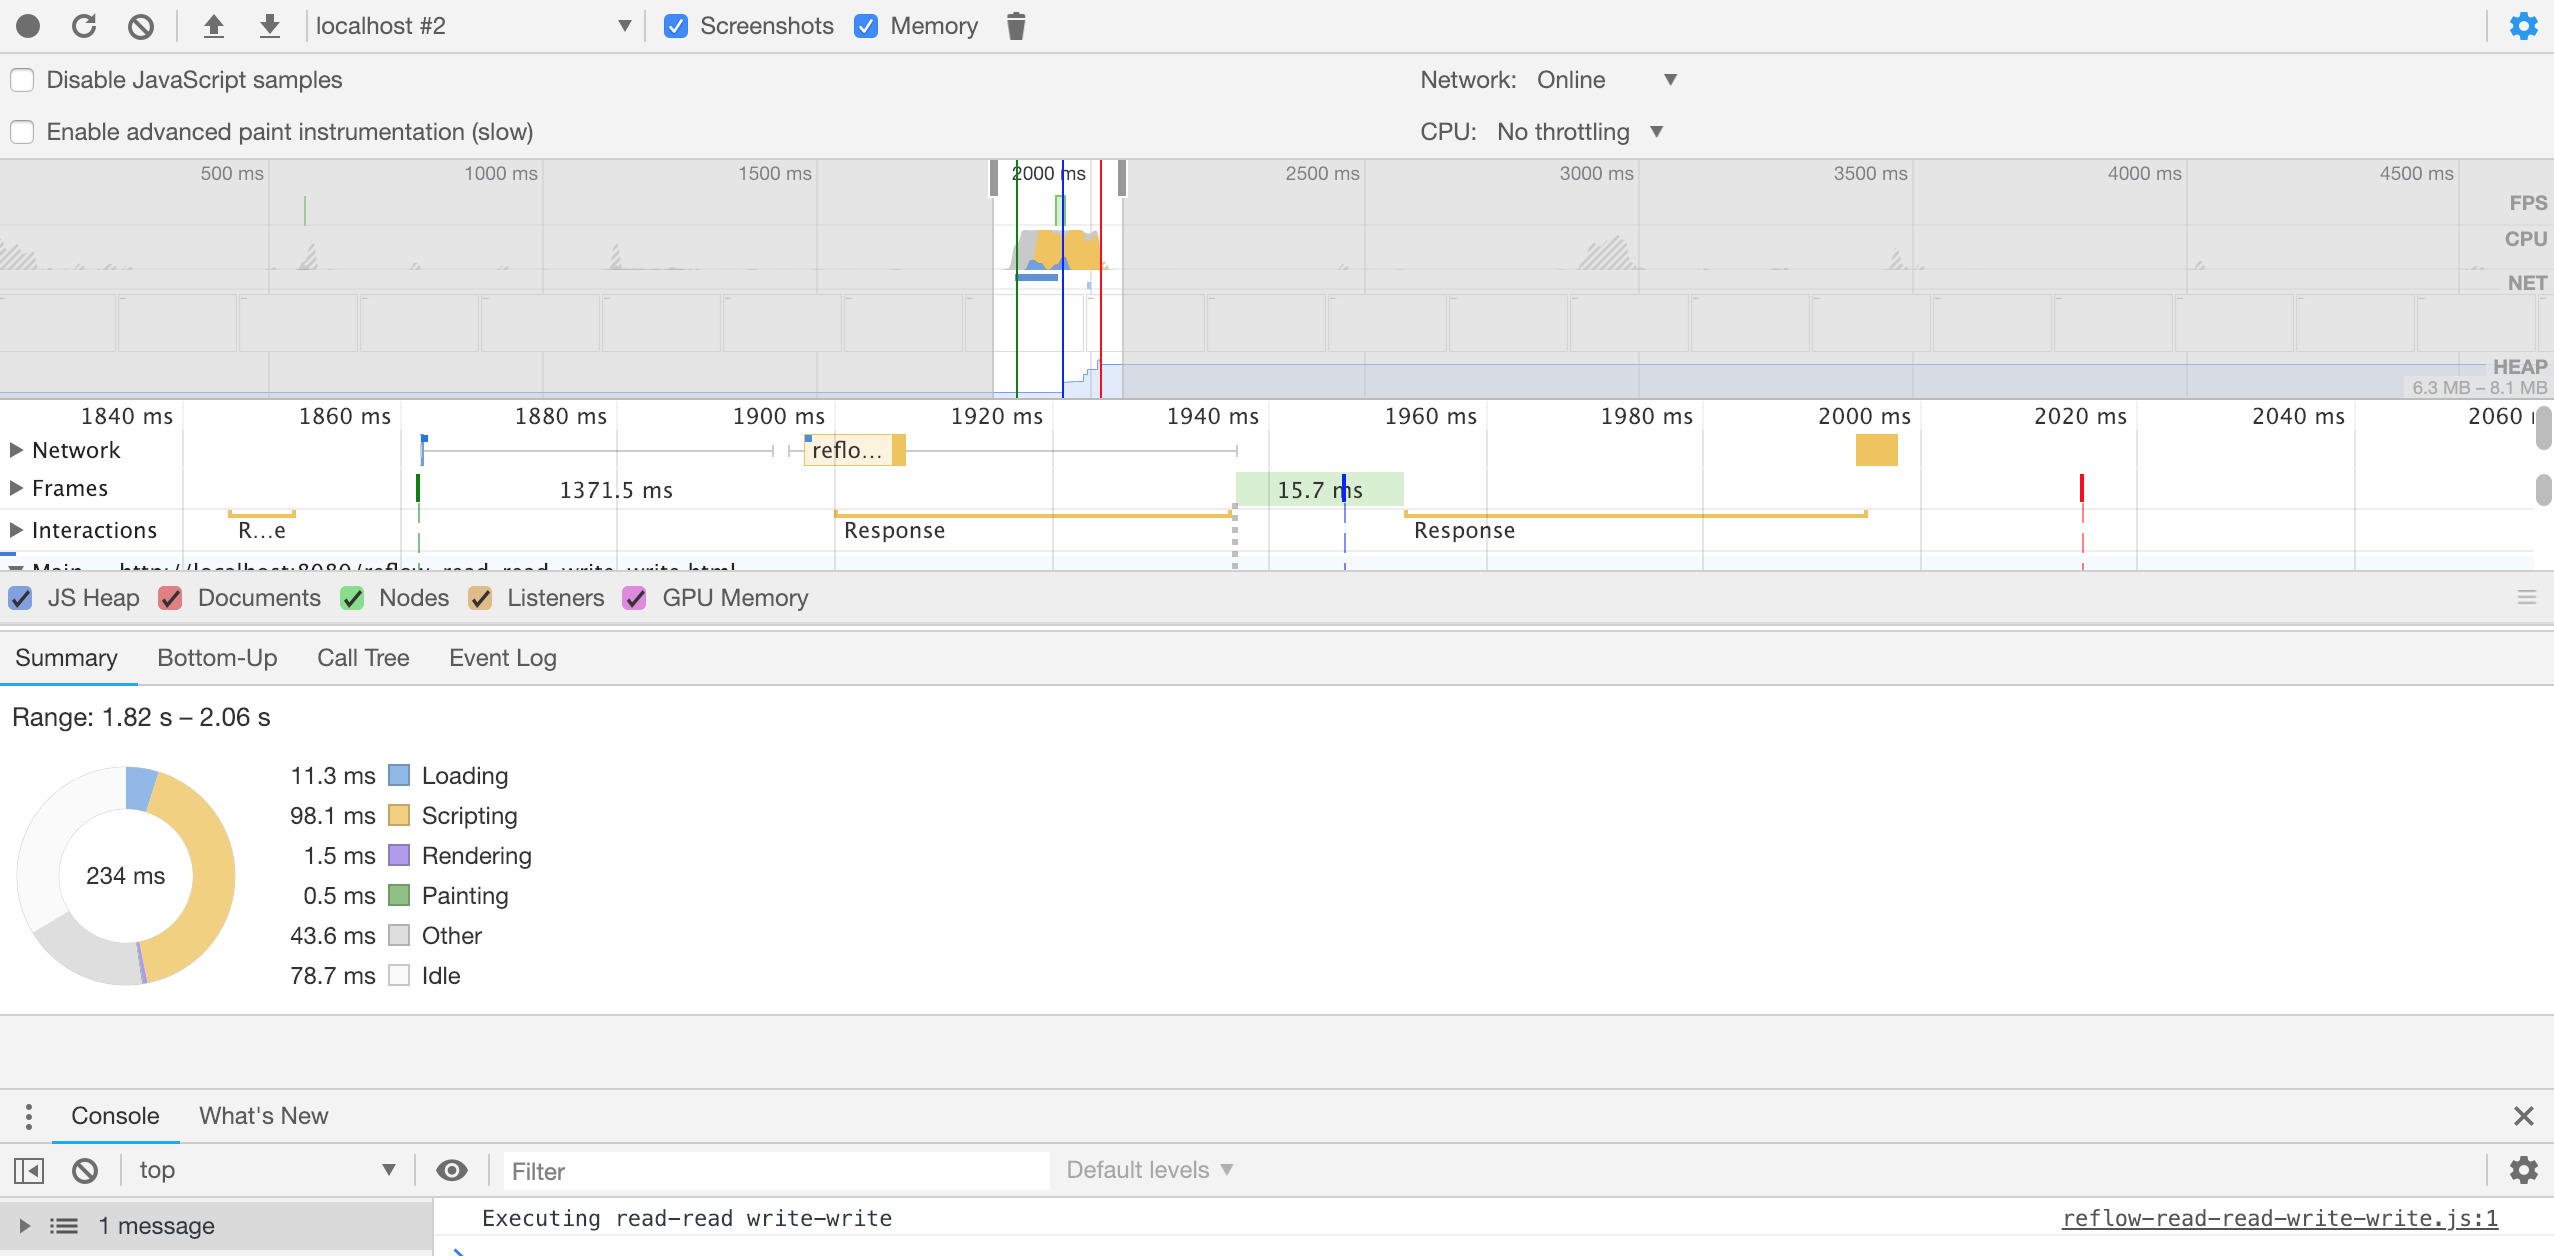 localhost #2 Screenshots Memory
Disable JavaScript samples Network: Online
Enable advanced paint instrumentation (slow) CPU: No throttling
500 ms 1000 ms 1500 ms 2000 ms 2500 ms 3000 ms 3500 ms 4000 ms 4500 ms
FPS
CPU
NET
HEAP
6.3 MB – 8.1 MB
1840 ms 1860 ms 1880 ms 1900 ms 1920 ms 1940 ms 1960 ms 1980 ms 2000 ms 2020 ms 2040 ms 2060
Network reflo...
Frames 1371.5 ms 15.7 ms
Interactions R...e Response Response
Main http://localhost:8080/reflow-read-read-write-write.html
JS Heap Documents Nodes Listeners GPU Memory
Summary Bottom-Up Call Tree Event Log
Range: 1.82 s – 2.06 s
11.3 ms Loading
98.1 ms Scripting
1.5 ms Rendering
234 ms
0.5 ms Painting
43.6 ms Other
78.7 ms Idle
Console What's New
top Filter Default levels
1 message Executing read-read write-write reflow-read-read-write-write.js:1